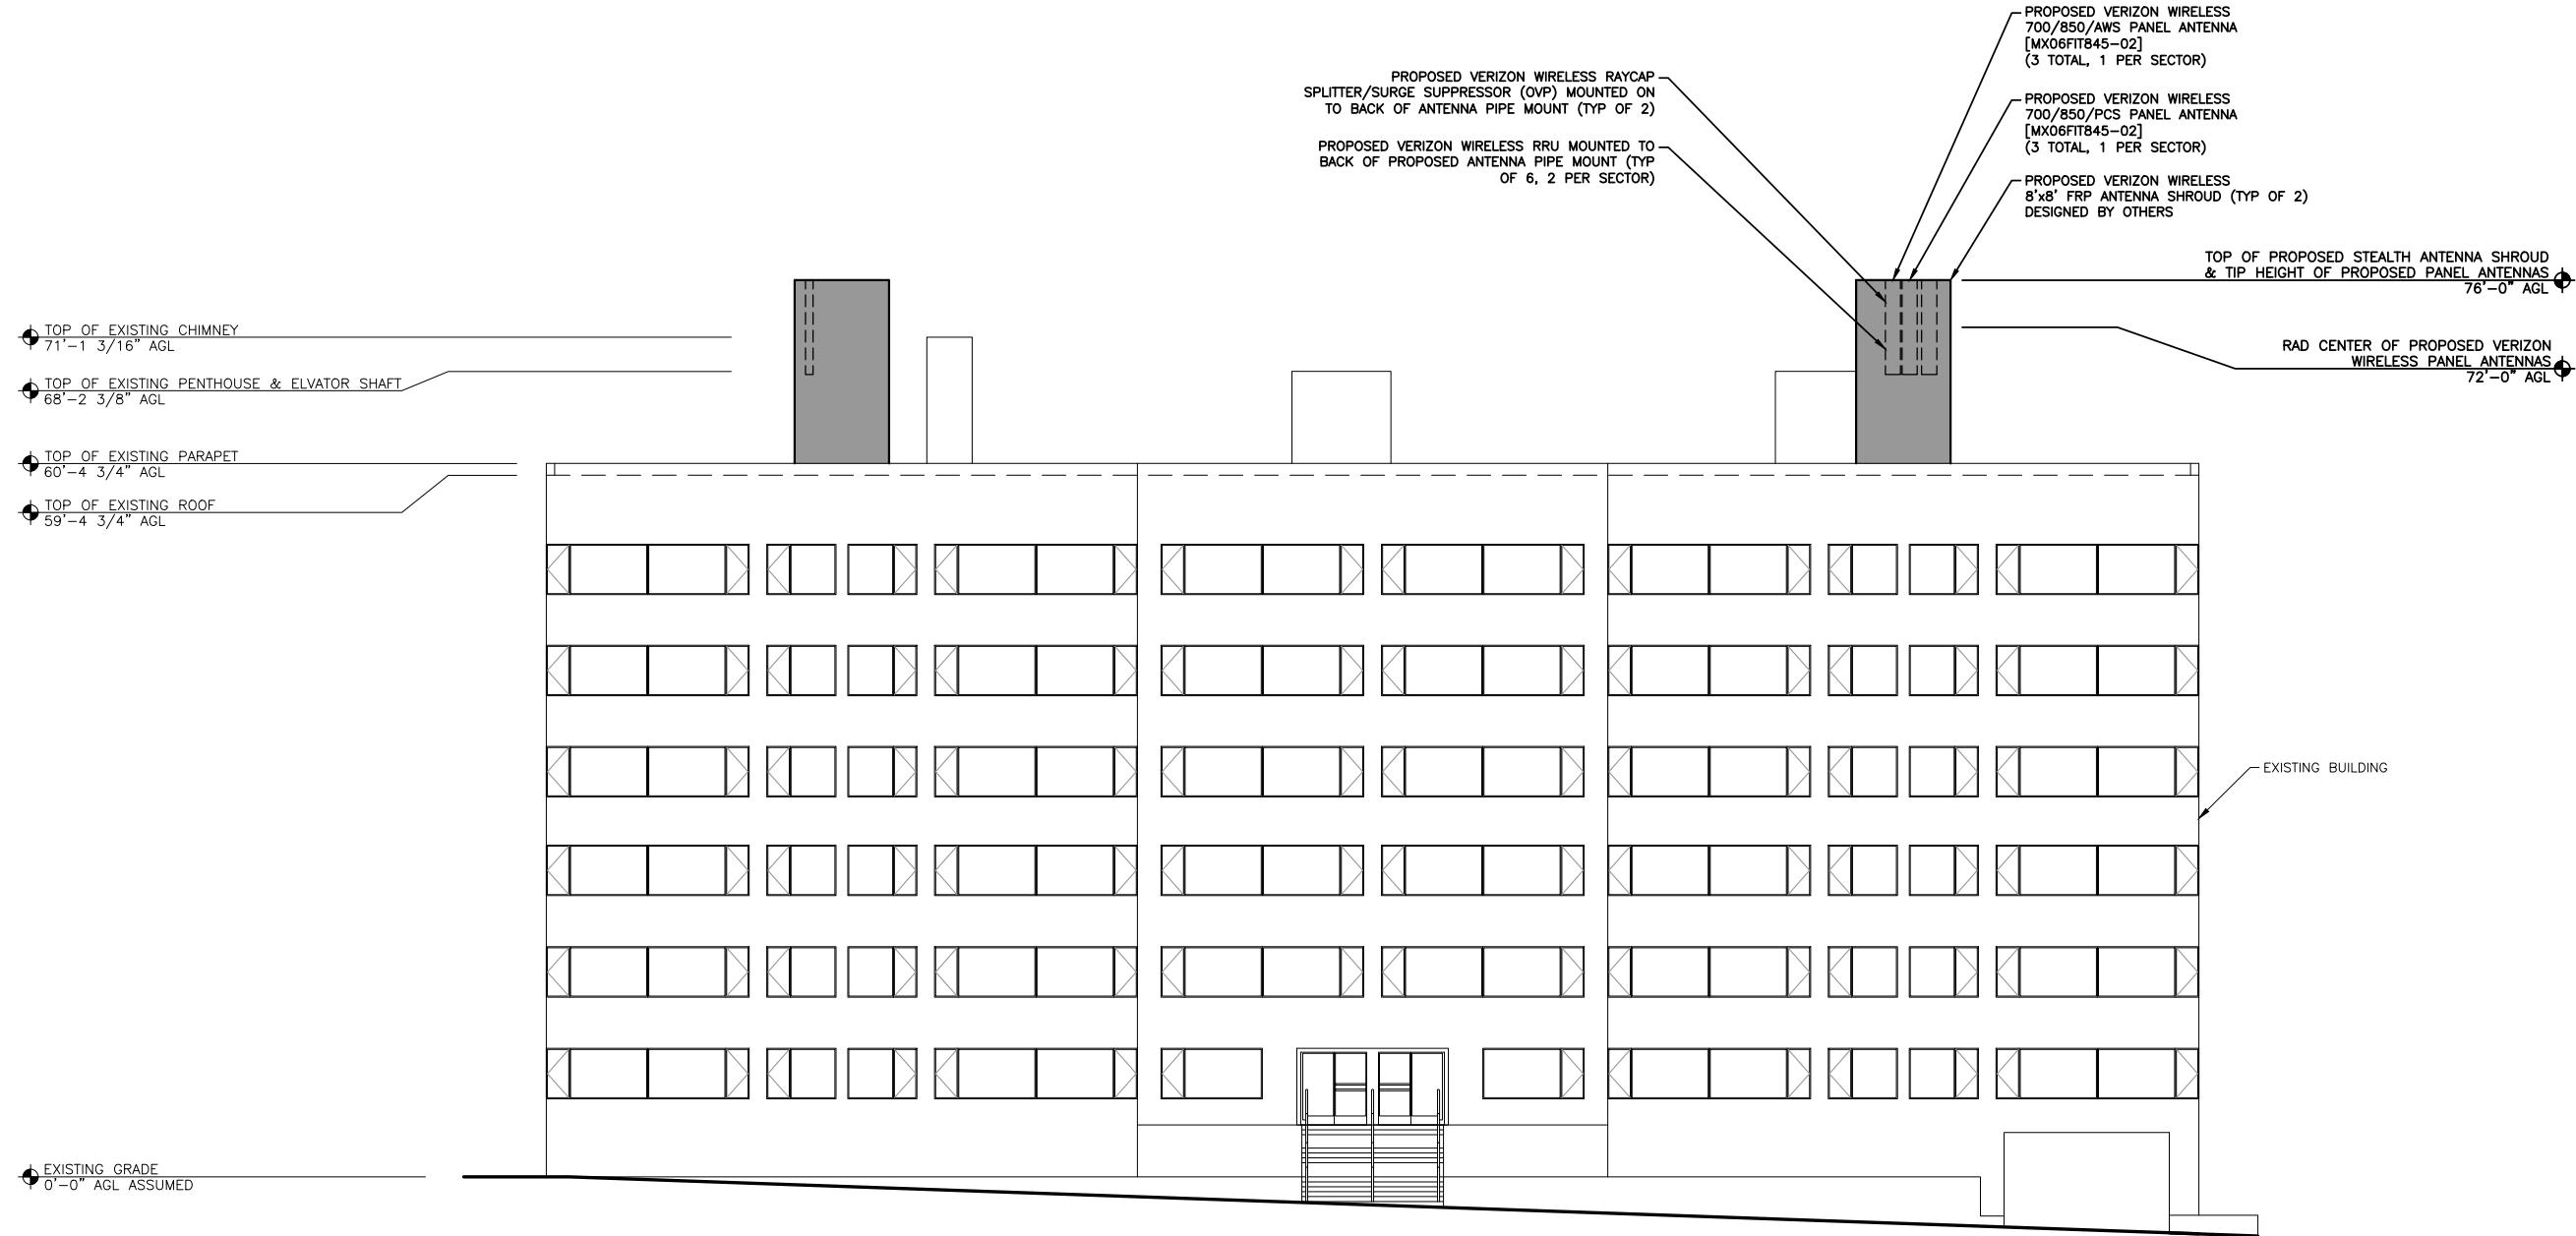 PROPOSED VERIZON WIRELESS
700/850/AWS PANEL ANTENNA
[MX06FIT845-02]
(3 TOTAL, 1 PER SECTOR)
PROPOSED VERIZON WIRELESS RAYCAP
SPLITTER/SURGE SUPPRESSOR (OVP) MOUNTED ON
TO BACK OF ANTENNA PIPE MOUNT (TYP OF 2)
PROPOSED VERIZON WIRELESS
700/850/PCS PANEL ANTENNA
[MX06FIT845-02]
(3 TOTAL, 1 PER SECTOR)
PROPOSED VERIZON WIRELESS RRU MOUNTED TO
BACK OF PROPOSED ANTENNA PIPE MOUNT (TYP
OF 6, 2 PER SECTOR)
PROPOSED VERIZON WIRELESS
8'x8' FRP ANTENNA SHROUD (TYP OF 2)
DESIGNED BY OTHERS
TOP OF PROPOSED STEALTH ANTENNA SHROUD
& TIP HEIGHT OF PROPOSED PANEL ANTENNAS
76'-0" AGL
TOP OF EXISTING CHIMNEY
71'-1 3/16" AGL
RAD CENTER OF PROPOSED VERIZON
WIRELESS PANEL ANTENNAS
72'-0" AGL
TOP OF EXISTING PENTHOUSE & ELVATOR SHAFT
68'-2 3/8" AGL
TOP OF EXISTING PARAPET
60'-4 3/4" AGL
TOP OF EXISTING ROOF
59'-4 3/4" AGL
EXISTING BUILDING
EXISTING GRADE
0'-0" AGL ASSUMED